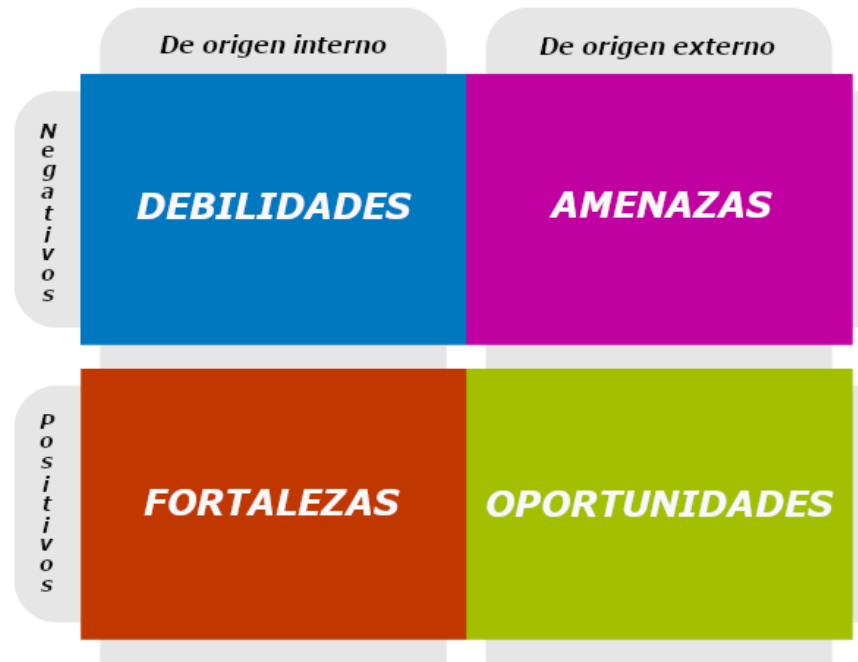 De origen interno
De origen externo
Negativos
DEBILIDADES
AMENAZAS
Positivos
FORTALEZAS
OPORTUNIDADES